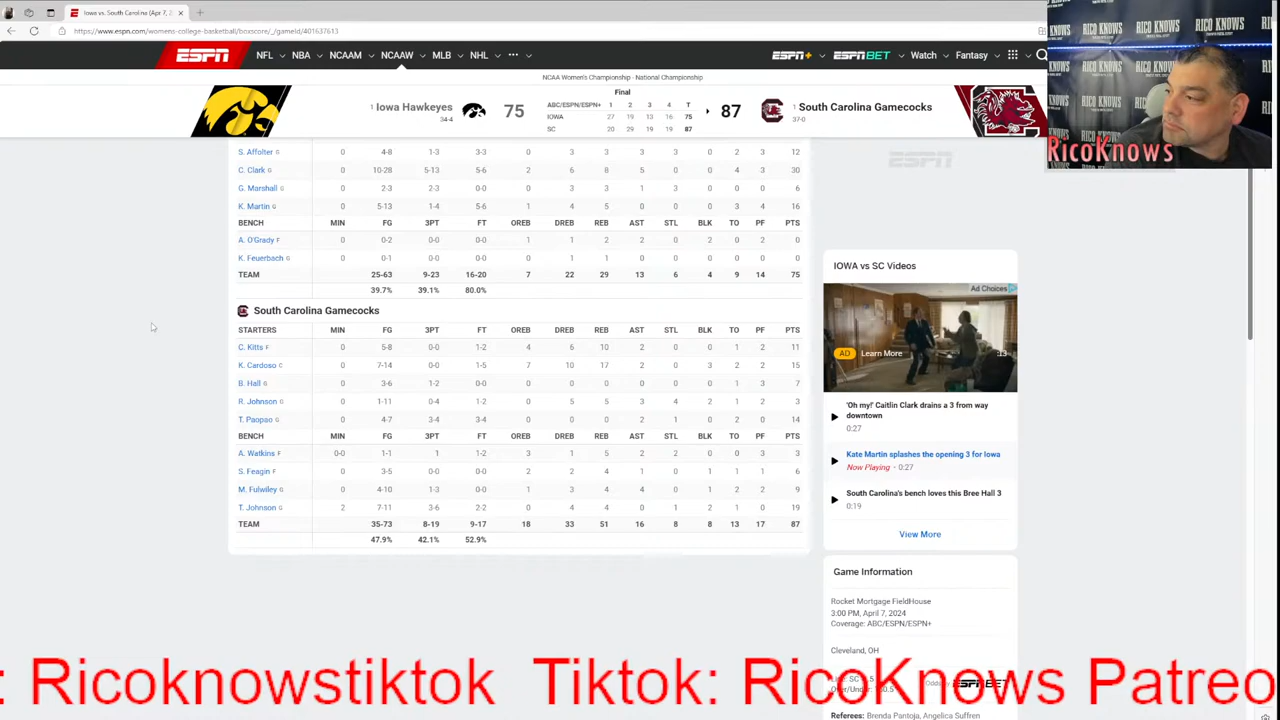 Iowa vs. South Carolina (Apr 7, 2
https://www.espn.com/womens-college-basketball/boxscore/_/gameId/401637613
ESPN NFL NBA NCAAM NCAAW MLB NHL ... ESPN+ ESPN BET Watch Fantasy
NCAA Women's Championship - National Championship
1 Iowa Hawkeyes 75
34-4
Final
ABC/ESPN/ESPN+ 1 2 3 4 T
IOWA 27 19 13 16 75
SC 20 29 19 19 87
87 1 South Carolina Gamecocks
37-0
RICO KNOWS
RicoKnows
S. Affolter G 0 4-8 1-3 3-3 0 3 3 3 3 0 2 3 12
C. Clark G 0 10-28 5-13 5-6 2 6 8 5 0 0 4 3 30
G. Marshall G 0 2-3 2-3 0-0 0 3 3 1 3 0 0 0 6
K. Martin G 0 5-13 1-4 5-6 1 4 5 0 0 0 3 4 16
BENCH MIN FG 3PT FT OREB DREB REB AST STL BLK TO PF PTS
A. O'Grady F 0 0-2 0-0 0-0 1 1 2 2 0 2 0 2 0
K. Feuerbach G 0 0-1 0-0 0-0 0 1 1 0 0 0 0 0 0
TEAM 25-63 9-23 16-20 7 22 29 13 6 4 9 14 75
39.7% 39.1% 80.0%
South Carolina Gamecocks
STARTERS MIN FG 3PT FT OREB DREB REB AST STL BLK TO PF PTS
C. Kitts F 0 5-8 0-0 1-2 4 6 10 2 0 0 1 2 11
K. Cardoso C 0 7-14 0-0 1-5 7 10 17 2 0 3 2 2 15
B. Hall G 0 3-6 1-2 0-0 0 0 0 0 0 0 1 3 7
R. Johnson G 0 1-11 0-4 1-2 0 5 5 3 4 2 1 2 3
T. Paopao G 0 4-7 3-4 3-4 0 2 2 2 1 0 2 0 14
BENCH MIN FG 3PT FT OREB DREB REB AST STL BLK TO PF PTS
A. Watkins F 0-0 1-1 1 1-2 3 1 5 2 2 0 0 3 3
S. Feagin F 0 3-5 0-0 0-0 2 2 4 1 0 1 1 1 6
M. Fulwiley G 0 4-10 1-3 0-0 1 3 4 4 0 1 2 2 9
T. Johnson G 2 7-11 3-6 2-2 0 4 4 0 1 2 1 0 19
TEAM 35-73 8-19 9-17 18 33 51 16 8 8 13 17 87
47.9% 42.1% 52.9%
ESPN
IOWA vs SC Videos
Ad Choices
AD Learn More :13
'Oh my!' Caitlin Clark drains a 3 from way
downtown
0:27
Kate Martin splashes the opening 3 for Iowa
Now Playing · 0:27
South Carolina's bench loves this Bree Hall 3
0:19
View More
Game Information
Rocket Mortgage FieldHouse
3:00 PM, April 7, 2024
Coverage: ABC/ESPN/ESPN+
Cleveland, OH
ESPN BET
: Ricoknowstiktok Tiktok: Rico Knows Patreo
Referees: Brenda Pantoja, Angelica Suffren